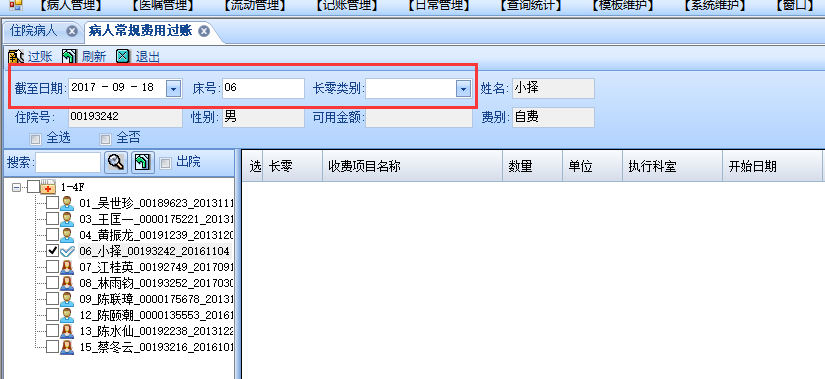 【病人管理】 【医嘱管理】 【流动管理】 【记账管理】 【日常管理】 【查询统计】 【模板维护】 【系统维护】 【窗口】
住院病人 病人常规费用过账
过账 刷新 退出
截至日期: 2017 - 09 - 18 床号: 06 长零类别: 姓名: 小择
住院号: 00193242 性别: 男 可用金额: 费别: 自费
全选 全否
搜索: 出院
选 长零 收费项目名称 数量 单位 执行科室 开始日期
1-4F
01_吴世珍_00189623_2013111
03_王匡一_0000175221_20131
04_黄振龙_00191239_2013120
06_小择_00193242_20161104
07_江桂英_00192749_2017091
08_林雨钧_00193252_2017030
09_陈联璋_0000175678_20131
12_陈颐潮_0000135553_20161
13_陈水仙_00192238_2013122
15_蔡冬云_00193216_2016101